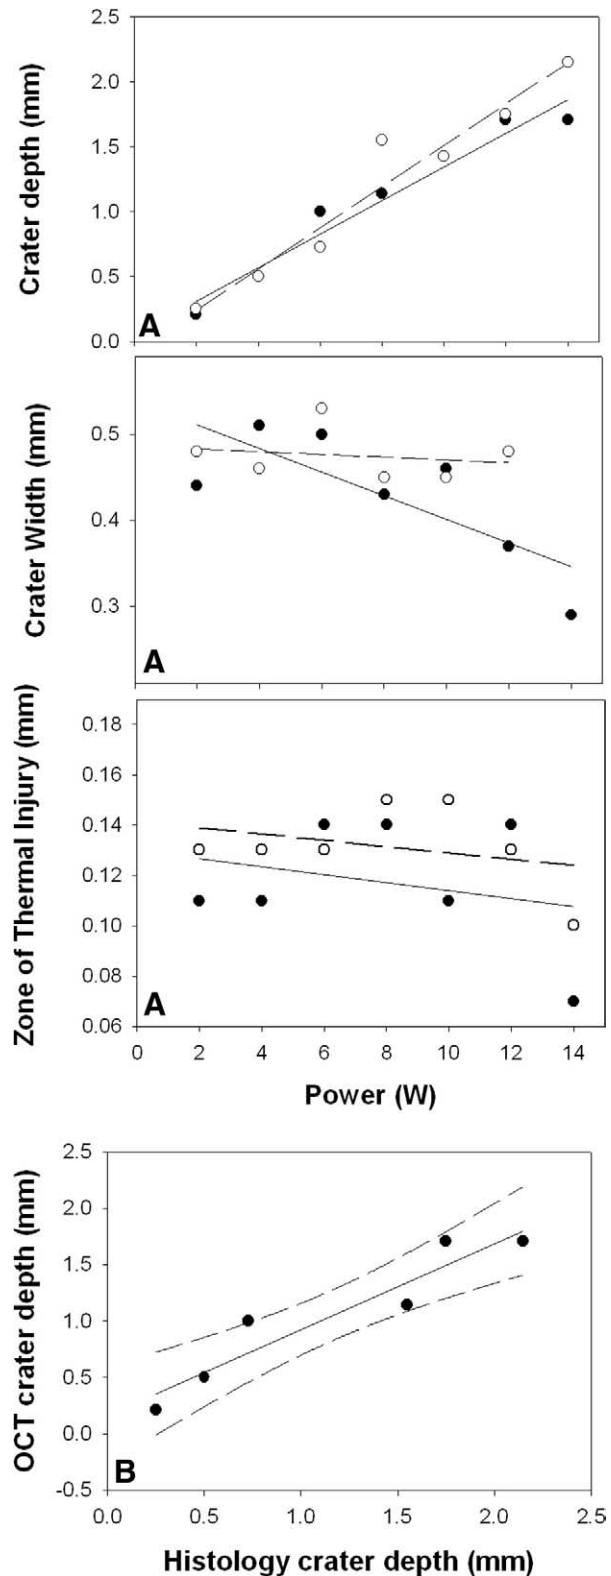 2.5
2.0
1.5
1.0
0.5
0.0
Crater depth (mm)
A
0.5
0.4
0.3
Crater Width (mm)
A
0.18
0.16
0.14
0.12
0.10
0.08
0.06
Zone of Thermal Injury (mm)
A
0 2 4 6 8 10 12 14
Power (W)
2.5
2.0
1.5
1.0
0.5
0.0
-0.5
OCT crater depth (mm)
B
0.0 0.5 1.0 1.5 2.0 2.5
Histology crater depth (mm)